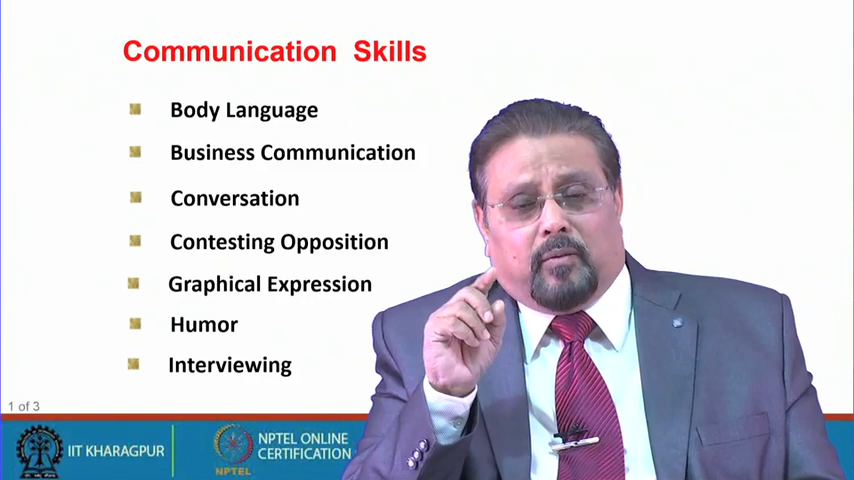 Communication Skills
Body Language
Business Communication
Conversation
Contesting Opposition
Graphical Expression
Humor
Interviewing
1 of 3
IIT KHARAGPUR
NPTEL ONLINE
CERTIFICATION
NPTEL